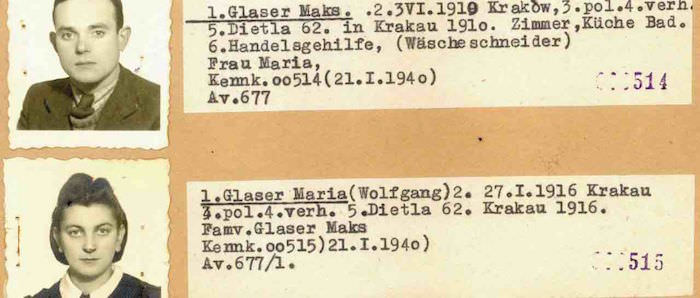 1.Glaser Maks. .2.3VI.1910 Kraków,3.pol.4.verh.
5.Dietla 62. in Krakau 191o. Zimmer,Küche Bad.
6.Handelsgehilfe, (Wäscheschneider)
Frau Maria,
Kennk.oo514(21.I.194o)
Av.677
514
1.Glaser Maria(Wolfgang)2. 27.I.1916 Krakau
3.pol.4.verh. 5.Dietla 62. Krakau 1916.
Famv.Glaser Maks
Kennk.oo515)21.I.194o)
Av.677/1.
515